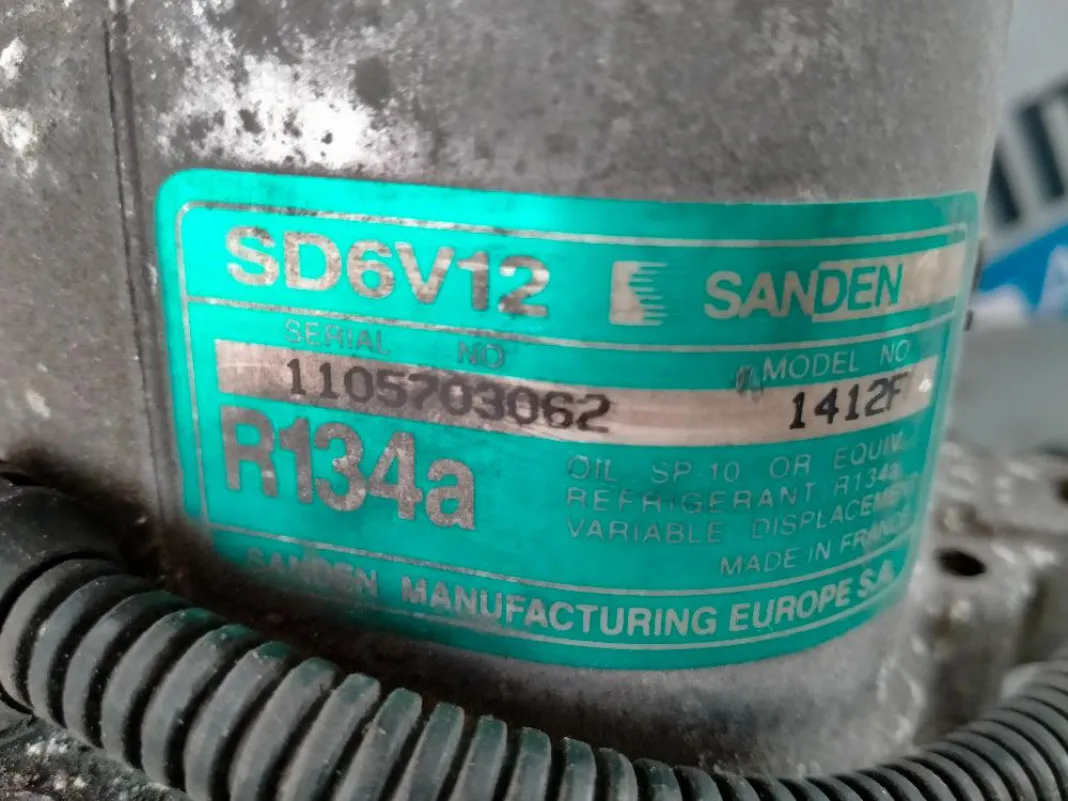 SD6V12 SANDEN
SERIAL NO MODEL NO
1105703062 1412F
R134a
OIL SP-10 OR EQUIV.
REFRIGERANT R134a
VARIABLE DISPLACEMENT
MADE IN FRANCE
SANDEN MANUFACTURING EUROPE S.A.